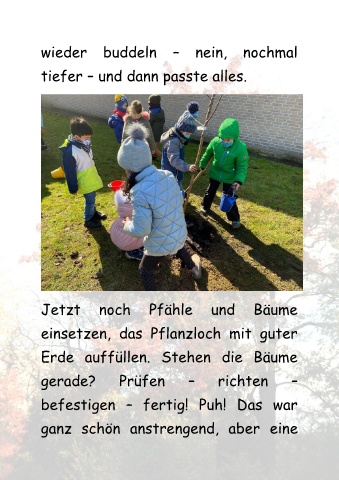 wieder buddeln – nein, nochmal
tiefer – und dann passte alles.
Jetzt noch Pfähle und Bäume
einsetzen, das Pflanzloch mit guter
Erde auffüllen. Stehen die Bäume
gerade? Prüfen – richten –
befestigen – fertig! Puh! Das war
ganz schön anstrengend, aber eine